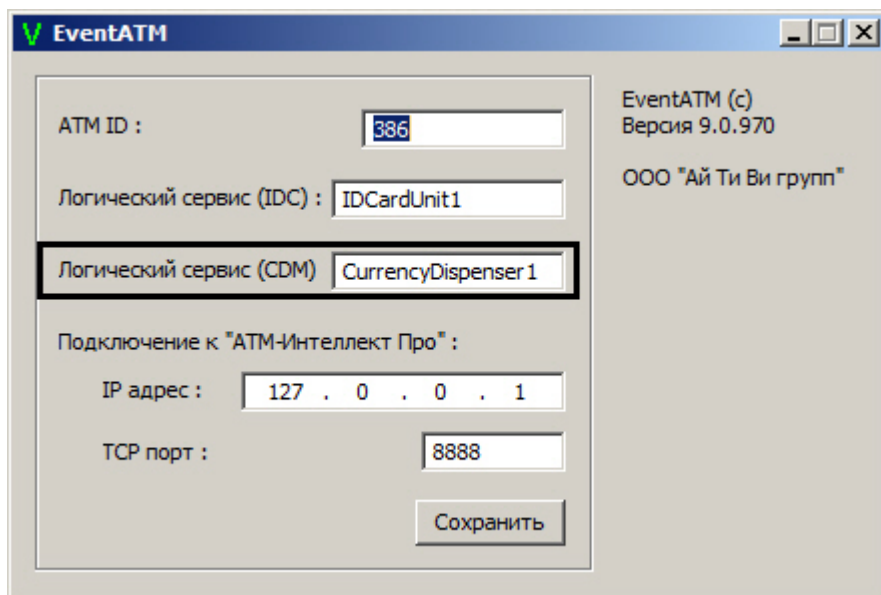 EventATM
ATM ID :
386
Логический сервис (IDC) :
IDCardUnit1
Логический сервис (CDM)
CurrencyDispenser1
Подключение к "АТМ-Интеллект Про" :
IP адрес :
127 . 0 . 0 . 1
TCP порт :
8888
Сохранить
EventATM (c)
Версия 9.0.970
ООО "Ай Ти Ви групп"